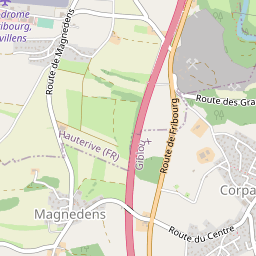 drome
ribourg,
villens
Route de Magnedens
Route des Gra
Route de Fribourg
Hauterive (FR)
Gibloux
Magnedens
Corpa
Route du Centre